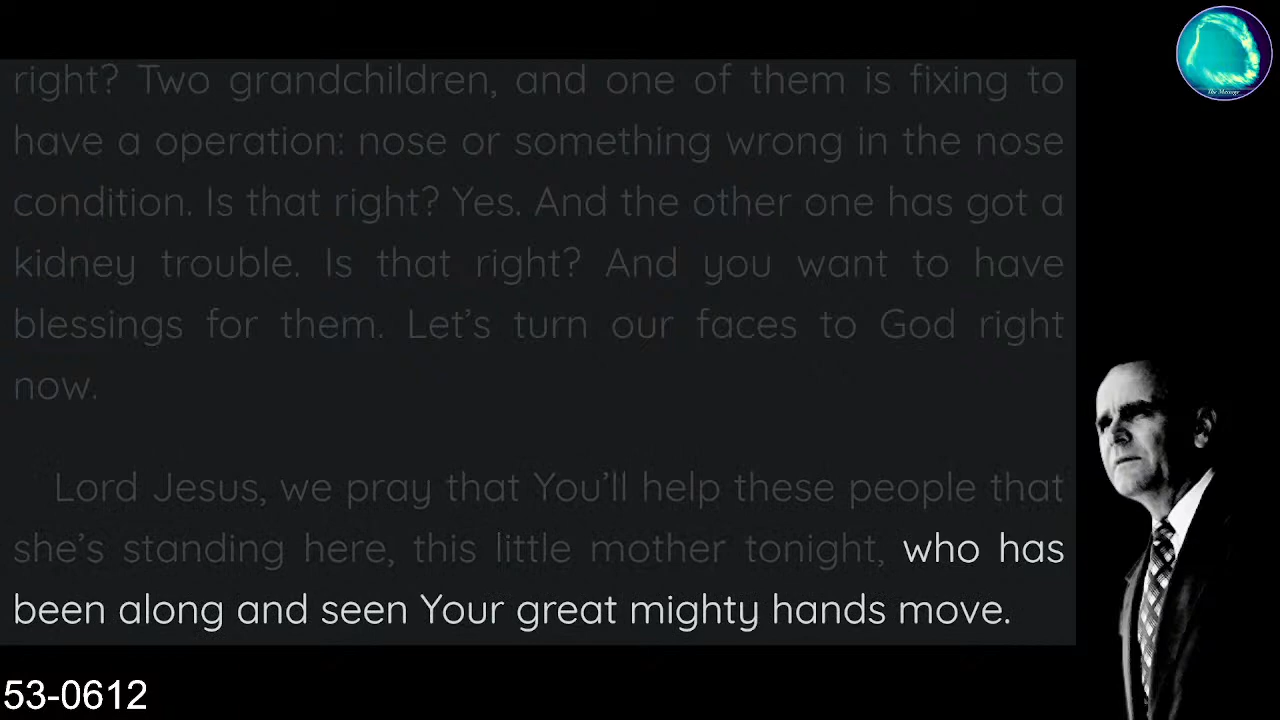 The Message
right? Two grandchildren, and one of them is fixing to
have a operation: nose or something wrong in the nose
condition. Is that right? Yes. And the other one has got a
kidney trouble. Is that right? And you want to have
blessings for them. Let's turn our faces to God right
now.
Lord Jesus, we pray that You'll help these people that
she's standing here, this little mother tonight, who has
been along and seen Your great mighty hands move.
53-0612